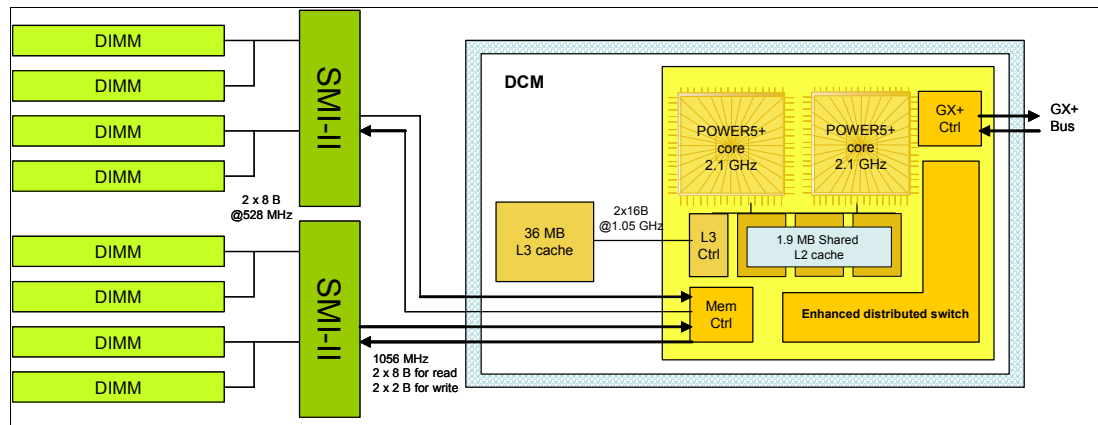 DIMM
DIMM
DIMM
DIMM
SMI-II
2 x 8 B
@528 MHz
DIMM
DIMM
DIMM
DIMM
SMI-II
1056 MHz
2 x 8 B for read
2 x 2 B for write
DCM
POWER5+
core
2.1 GHz
POWER5+
core
2.1 GHz
GX+
Ctrl
GX+
Bus
36 MB
L3 cache
2x16B
@1.05 GHz
L3
Ctrl
1.9 MB Shared
L2 cache
Mem
Ctrl
Enhanced distributed switch